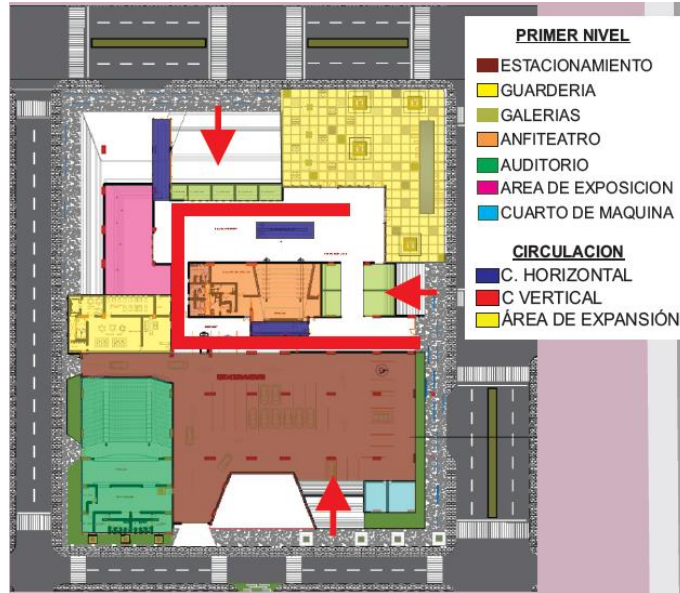 PRIMER NIVEL
ESTACIONAMIENTO
GUARDERIA
GALERIAS
ANFITEATRO
AUDITORIO
AREA DE EXPOSICION
CUARTO DE MAQUINA
CIRCULACION
C. HORIZONTAL
C VERTICAL
ÁREA DE EXPANSIÓN